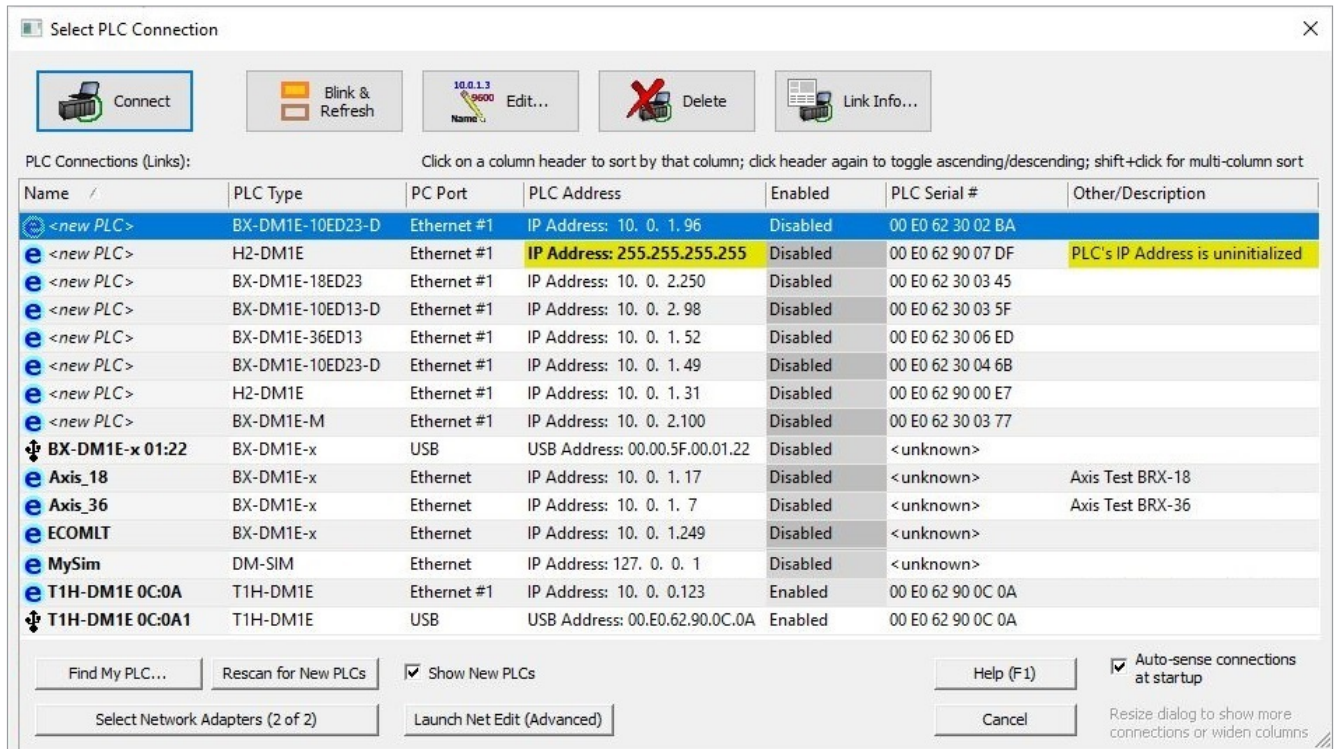 Select PLC Connection
Connect
Blink &
Refresh
10.0.1.3
9600
Name
Edit...
Delete
Link Info...
PLC Connections (Links):
Click on a column header to sort by that column; click header again to toggle ascending/descending; shift+click for multi-column sort
Name PLC Type PC Port PLC Address Enabled PLC Serial # Other/Description
<new PLC> BX-DM1E-10ED23-D Ethernet #1 IP Address: 10. 0. 1. 96 Disabled 00 E0 62 30 02 BA
<new PLC> H2-DM1E Ethernet #1 IP Address: 255.255.255.255 Disabled 00 E0 62 90 07 DF PLC's IP Address is uninitialized
<new PLC> BX-DM1E-18ED23 Ethernet #1 IP Address: 10. 0. 2.250 Disabled 00 E0 62 30 03 45
<new PLC> BX-DM1E-10ED13-D Ethernet #1 IP Address: 10. 0. 2. 98 Disabled 00 E0 62 30 03 5F
<new PLC> BX-DM1E-36ED13 Ethernet #1 IP Address: 10. 0. 1. 52 Disabled 00 E0 62 30 06 ED
<new PLC> BX-DM1E-10ED23-D Ethernet #1 IP Address: 10. 0. 1. 49 Disabled 00 E0 62 30 04 6B
<new PLC> H2-DM1E Ethernet #1 IP Address: 10. 0. 1. 31 Disabled 00 E0 62 90 00 E7
<new PLC> BX-DM1E-M Ethernet #1 IP Address: 10. 0. 2.100 Disabled 00 E0 62 30 03 77
BX-DM1E-x 01:22 BX-DM1E-x USB USB Address: 00.00.5F.00.01.22 Disabled <unknown>
Axis_18 BX-DM1E-x Ethernet IP Address: 10. 0. 1. 17 Disabled <unknown> Axis Test BRX-18
Axis_36 BX-DM1E-x Ethernet IP Address: 10. 0. 1. 7 Disabled <unknown> Axis Test BRX-36
ECOMLT BX-DM1E-x Ethernet IP Address: 10. 0. 1.249 Disabled <unknown>
MySim DM-SIM Ethernet IP Address: 127. 0. 0. 1 Disabled <unknown>
T1H-DM1E 0C:0A T1H-DM1E Ethernet #1 IP Address: 10. 0. 0.123 Enabled 00 E0 62 90 0C 0A
T1H-DM1E 0C:0A1 T1H-DM1E USB USB Address: 00.E0.62.90.0C.0A Enabled 00 E0 62 90 0C 0A
Find My PLC...
Rescan for New PLCs
Show New PLCs
Help (F1)
Auto-sense connections
at startup
Select Network Adapters (2 of 2)
Launch Net Edit (Advanced)
Cancel
Resize dialog to show more
connections or widen columns